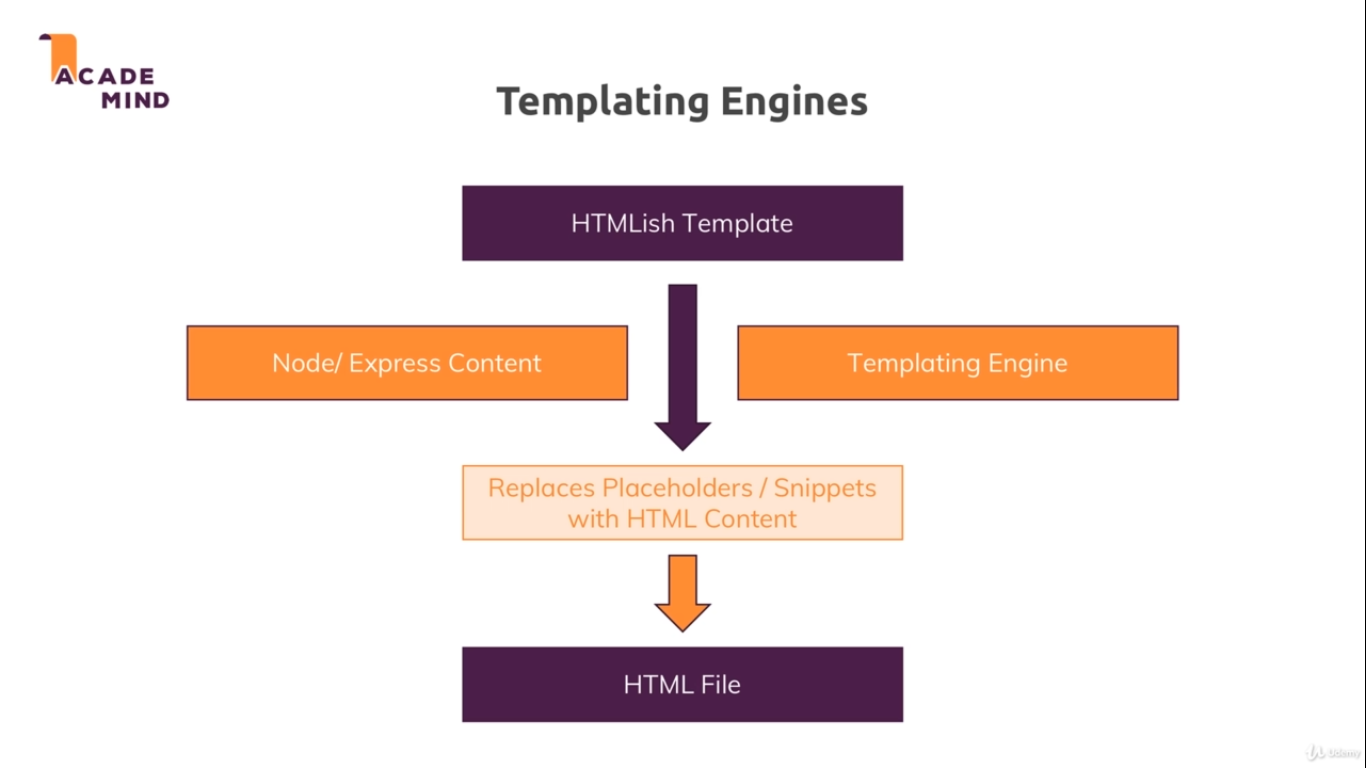 ACADE
MIND
Templating Engines
HTMLish Template
Node/ Express Content
Templating Engine
Replaces Placeholders / Snippets
with HTML Content
HTML File
Udemy